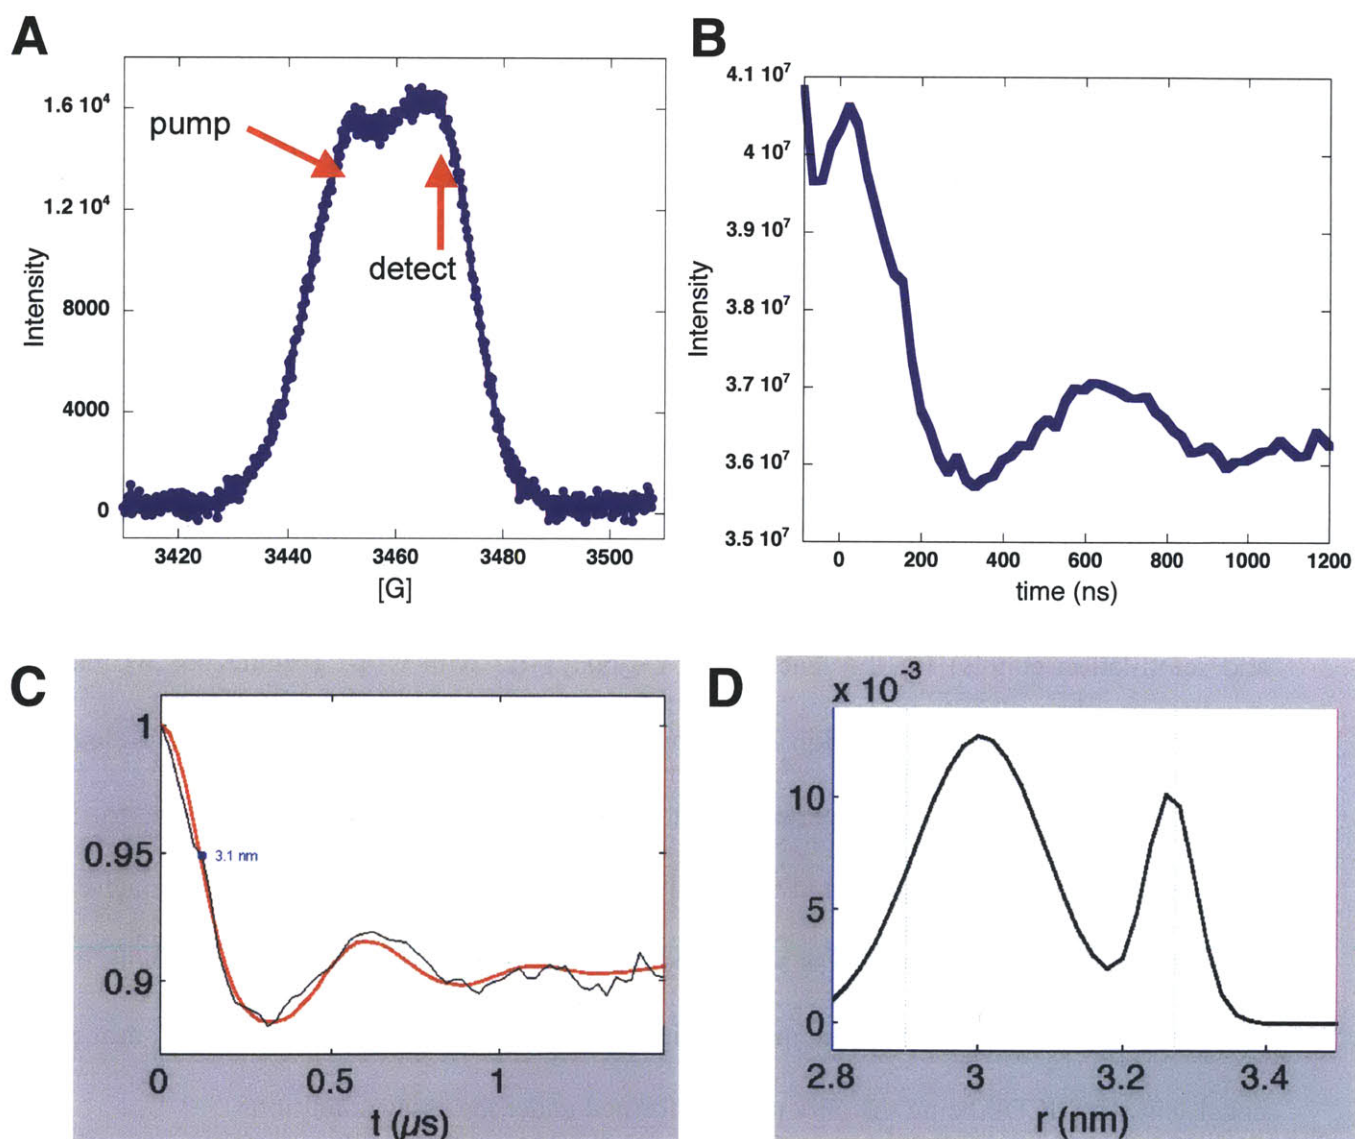 A
1.6 10⁴
1.2 10⁴
8000
4000
0
Intensity
pump
detect
3420
3440
3460
3480
3500
[G]
B
4.1 10⁷
4 10⁷
3.9 10⁷
3.8 10⁷
3.7 10⁷
3.6 10⁷
3.5 10⁷
Intensity
0
200
400
600
800
1000
1200
time (ns)
C
1
0.95
0.9
3.1 nm
0
0.5
1
t (µs)
D
x 10⁻³
10
5
0
2.8
3
3.2
3.4
r (nm)